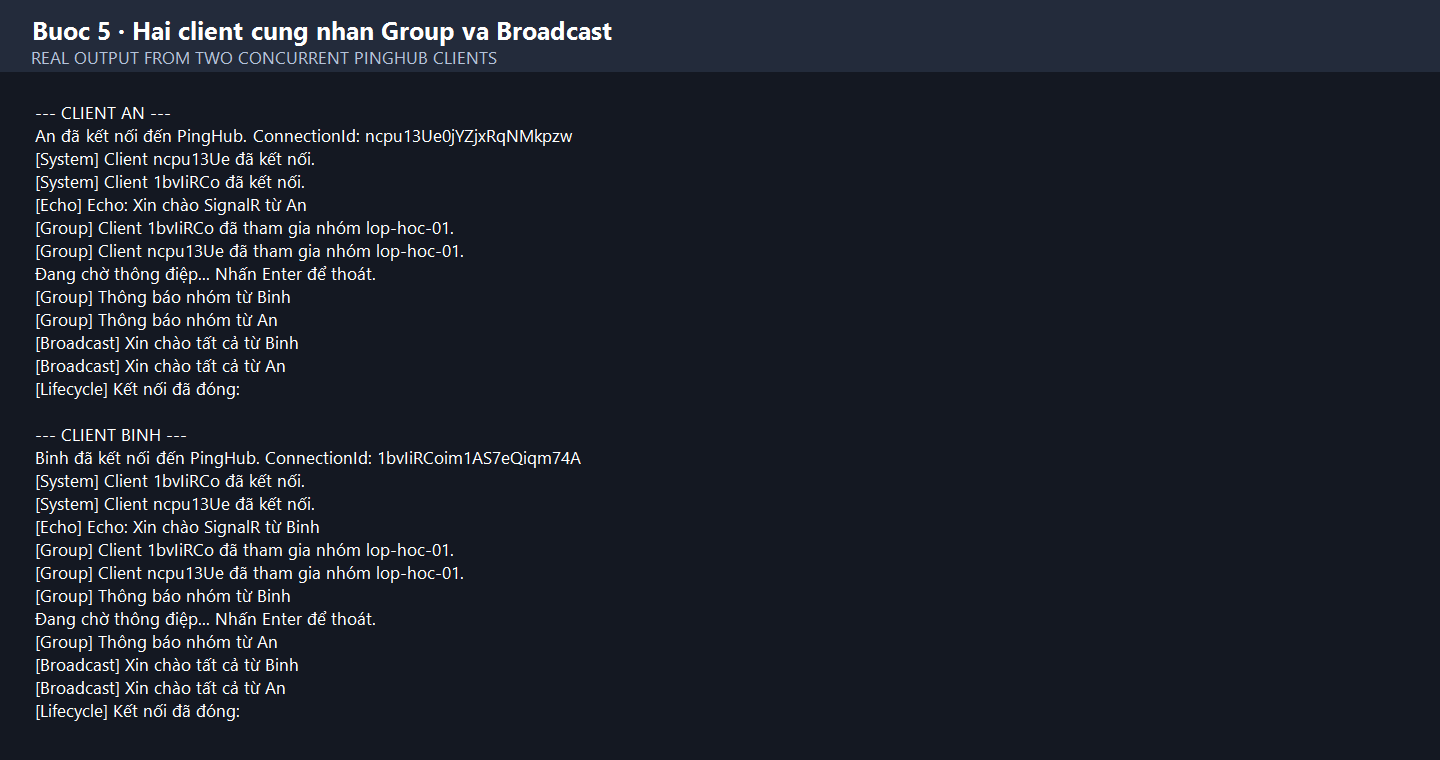 Buoc 5 · Hai client cung nhan Group va Broadcast
REAL OUTPUT FROM TWO CONCURRENT PINGHUB CLIENTS
--- CLIENT AN ---
An đã kết nối đến PingHub. ConnectionId: ncpu13Ue0jYZjxRqNMkpzw
[System] Client ncpu13Ue đã kết nối.
[System] Client 1bvIiRCo đã kết nối.
[Echo] Echo: Xin chào SignalR từ An
[Group] Client 1bvIiRCo đã tham gia nhóm lop-hoc-01.
[Group] Client ncpu13Ue đã tham gia nhóm lop-hoc-01.
Đang chờ thông điệp... Nhấn Enter để thoát.
[Group] Thông báo nhóm từ Binh
[Group] Thông báo nhóm từ An
[Broadcast] Xin chào tất cả từ Binh
[Broadcast] Xin chào tất cả từ An
[Lifecycle] Kết nối đã đóng:
--- CLIENT BINH ---
Binh đã kết nối đến PingHub. ConnectionId: 1bvIiRCoim1AS7eQiqm74A
[System] Client 1bvIiRCo đã kết nối.
[System] Client ncpu13Ue đã kết nối.
[Echo] Echo: Xin chào SignalR từ Binh
[Group] Client 1bvIiRCo đã tham gia nhóm lop-hoc-01.
[Group] Client ncpu13Ue đã tham gia nhóm lop-hoc-01.
[Group] Thông báo nhóm từ Binh
Đang chờ thông điệp... Nhấn Enter để thoát.
[Group] Thông báo nhóm từ An
[Broadcast] Xin chào tất cả từ Binh
[Broadcast] Xin chào tất cả từ An
[Lifecycle] Kết nối đã đóng: